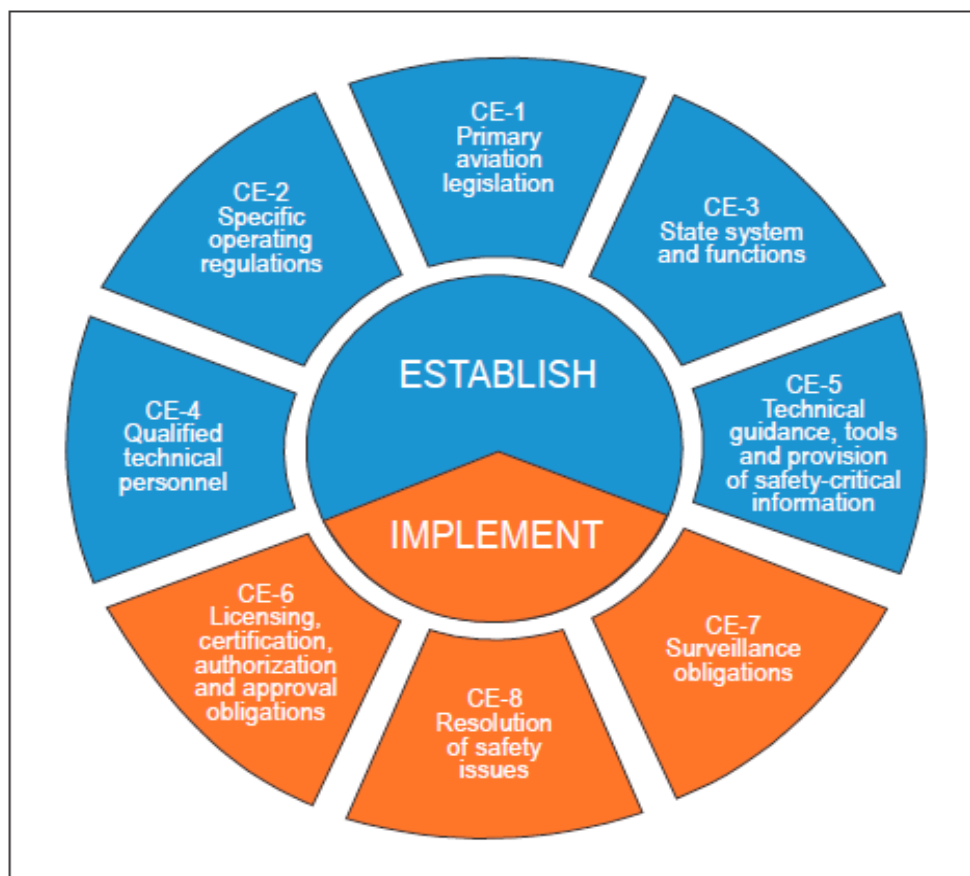 CE-1
Primary
aviation
legislation
CE-2
Specific
operating
regulations
CE-3
State system
and functions
ESTABLISH
CE-4
Qualified
technical
personnel
CE-5
Technical
guidance, tools
and provision
of safety-critical
information
IMPLEMENT
CE-6
Licensing,
certification,
authorization
and approval
obligations
CE-7
Surveillance
obligations
CE-8
Resolution
of safety
issues